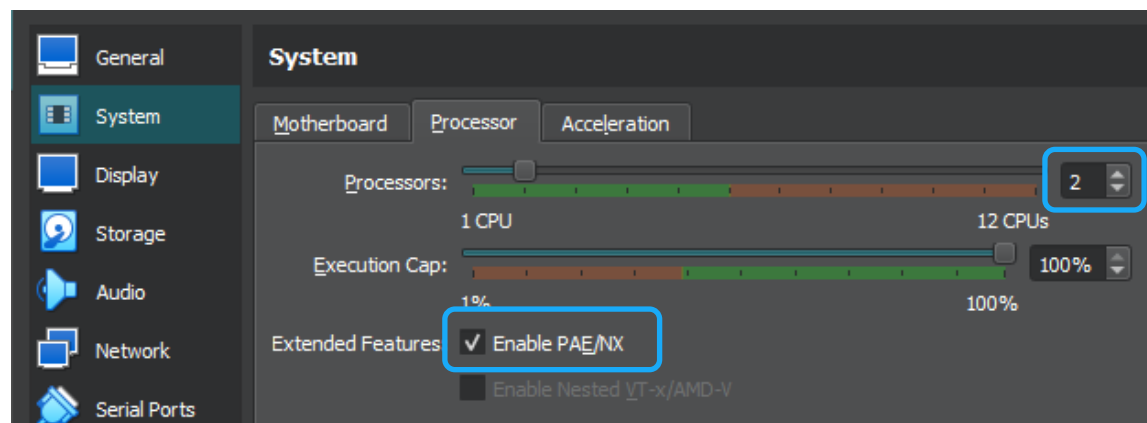 General
System
Display
Storage
Audio
Network
Serial Ports
System
Motherboard Processor Acceleration
Processors: 2
1 CPU 12 CPUs
Execution Cap: 100%
1% 100%
Extended Features Enable PAE/NX
Enable Nested VT-x/AMD-V